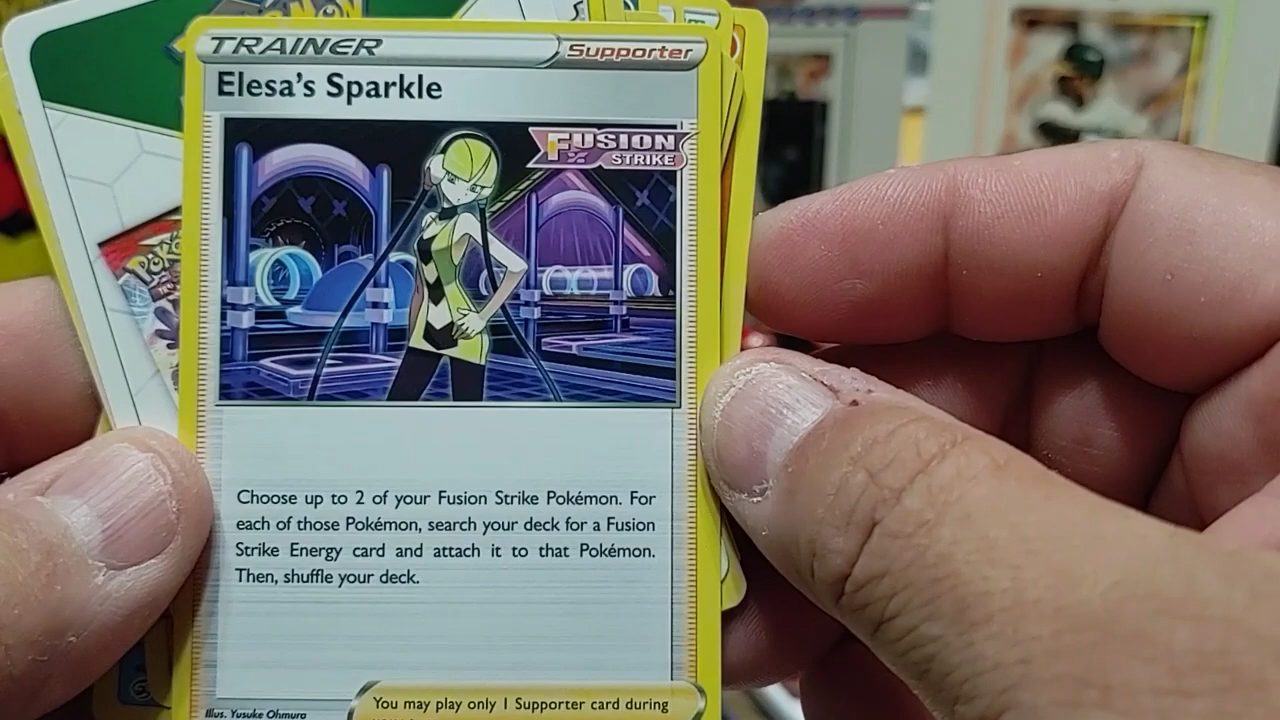 TRAINER
Supporter
Elesa's Sparkle
FUSION
STRIKE
Choose up to 2 of your Fusion Strike Pokémon. For
each of those Pokémon, search your deck for a Fusion
Strike Energy card and attach it to that Pokémon.
Then, shuffle your deck.
Illus. Yusuke Ohmura
You may play only 1 Supporter card during